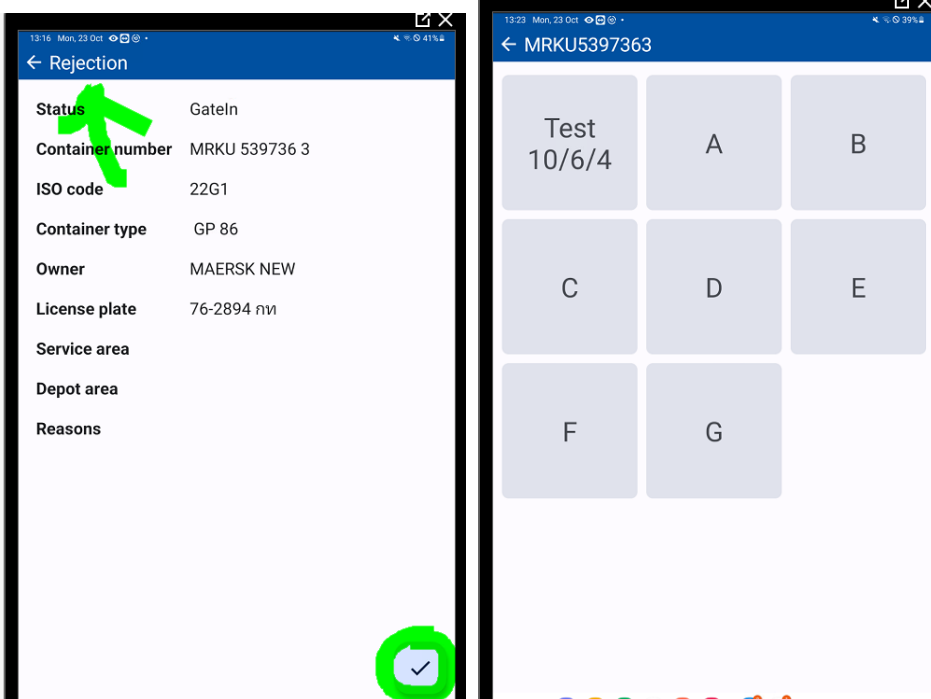 13:16 Mon, 23 Oct
41%
Rejection
Status GateIn
Container number MRKU 539736 3
ISO code 22G1
Container type GP 86
Owner MAERSK NEW
License plate 76-2894 กท
Service area
Depot area
Reasons
13:23 Mon, 23 Oct
39%
MRKU5397363
Test
10/6/4
A
B
C
D
E
F
G